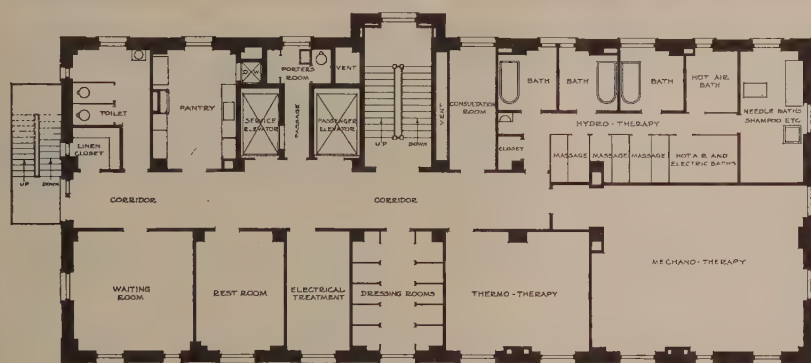 TOILET
LINEN
CLOSET
UP
DOWN
PANTRY
D.W.
PORTERS
ROOM
VENT
SERVICE
ELEVATOR
PASSAGE
PASSENGER
ELEVATOR
UP
DOWN
VENT
CONSULTATION
ROOM
BATH
BATH
BATH
HOT AIR
BATH
NEEDLE BATHS
SHAMPOO ETC.
HYDRO-THERAPY
CLOSET
MASSAGE
MASSAGE
MASSAGE
HOT AIR AND
ELECTRIC BATHS
CORRIDOR
CORRIDOR
WAITING
ROOM
REST ROOM
ELECTRICAL
TREATMENT
DRESSING ROOMS
THERMO-THERAPY
MECHANO-THERAPY